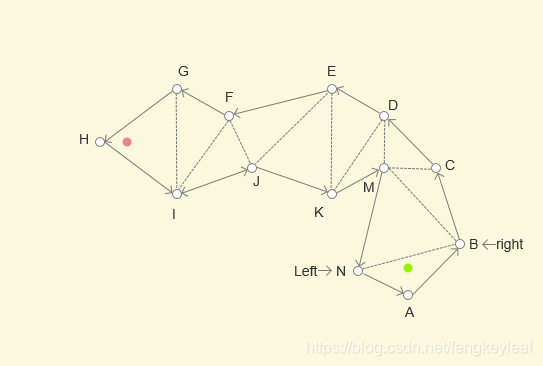 G
E
F
D
H
C
J
M
I
K
B ←right
Left→ N
A
https://blog.csdn.net/fengkeyleaf